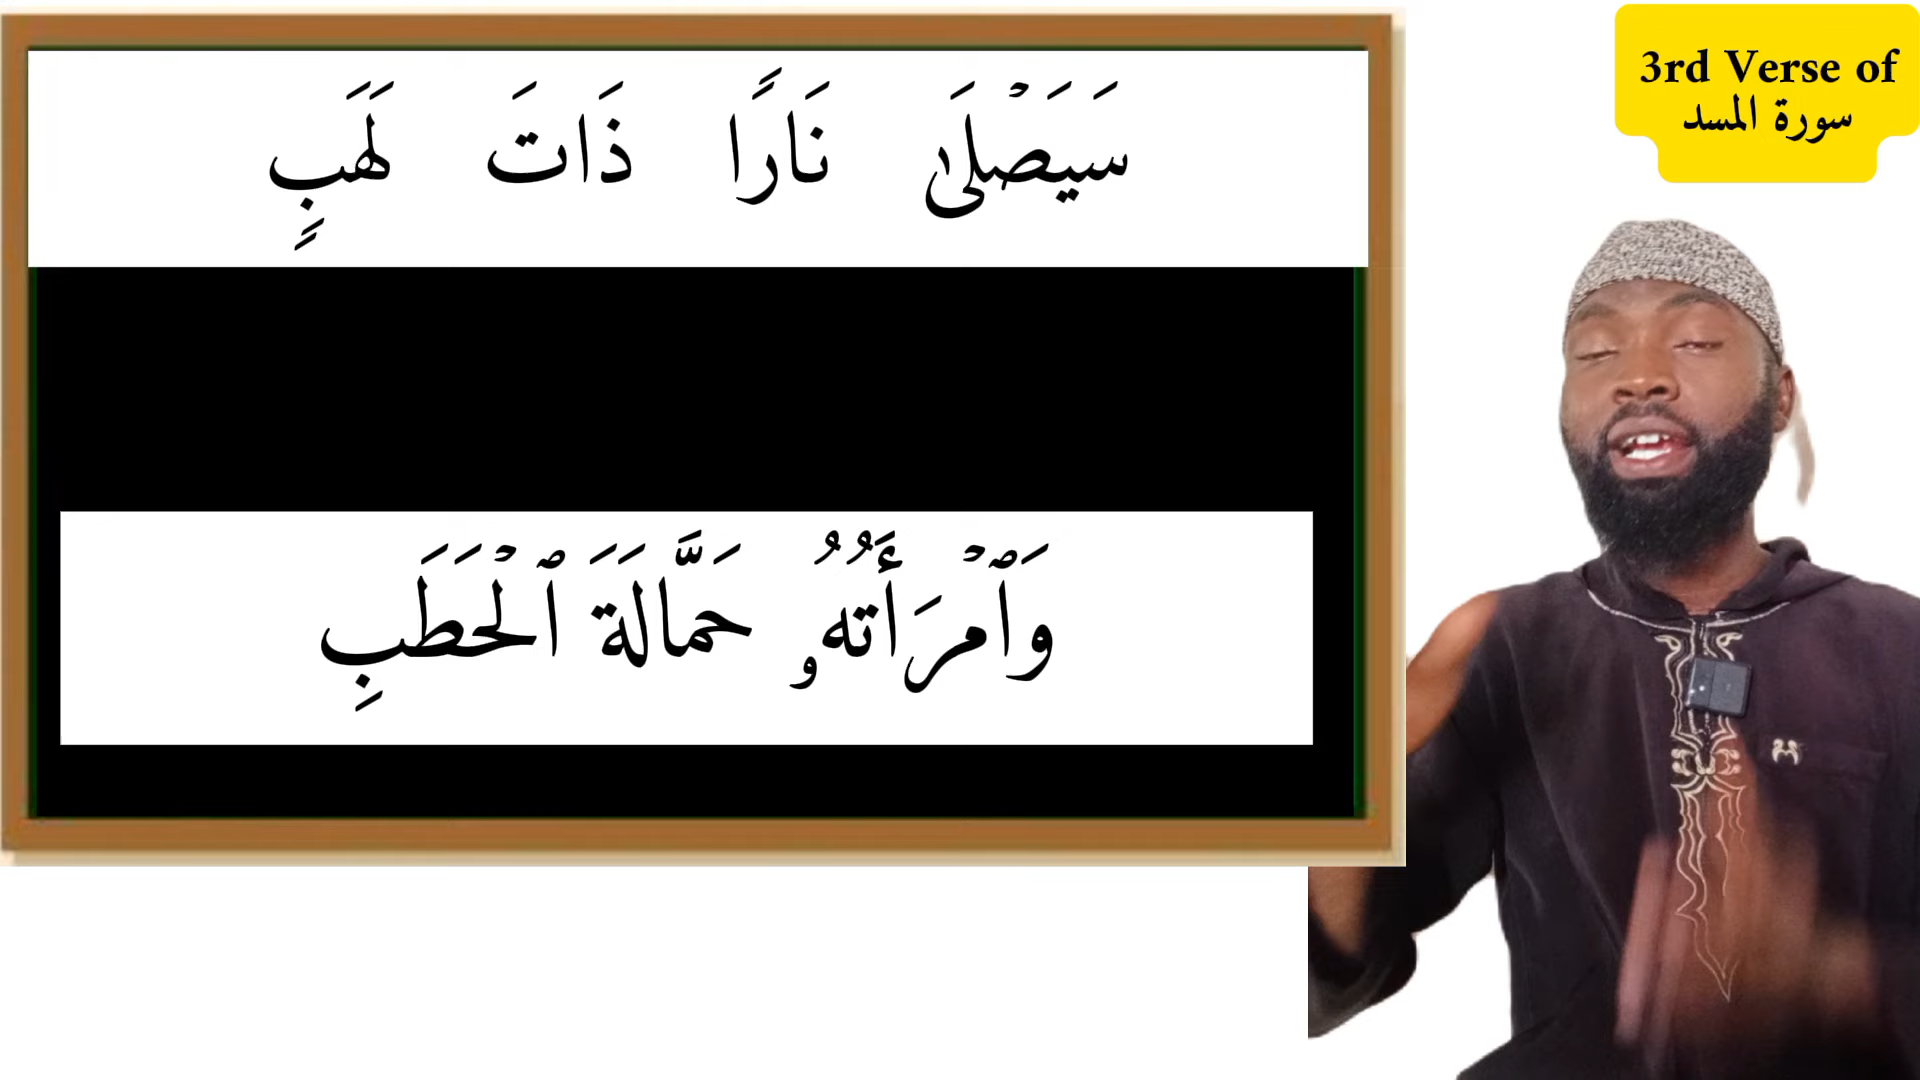 سَيَصۡلَىٰ نَارًا ذَاتَ لَهَبٍ
وَٱمۡرَأَتُهُۥ حَمَّالَةَ ٱلۡحَطَبِ
3rd Verse of
سورة المسد